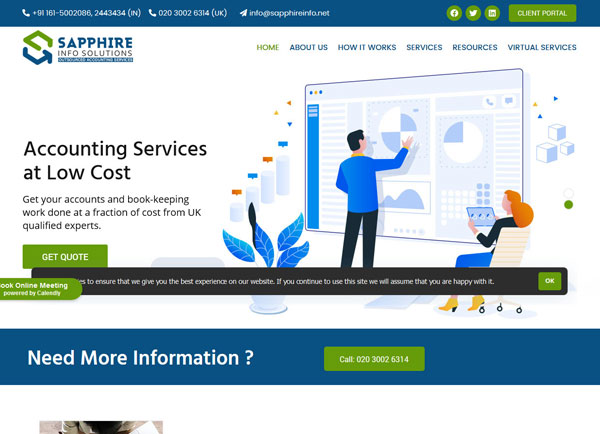 +91 161-5002086, 2443434 (IN) 020 3002 6314 (UK) info@sapphireinfo.net CLIENT PORTAL
SAPPHIRE
INFO SOLUTIONS
OUTSOURCED ACCOUNTING SERVICES
HOME ABOUT US HOW IT WORKS SERVICES RESOURCES VIRTUAL SERVICES
Accounting Services
at Low Cost
Get your accounts and book-keeping
work done at a fraction of cost from UK
qualified experts.
GET QUOTE
to ensure that we give you the best experience on our website. If you continue to use this site we will assume that you are happy with it. OK
Book Online Meeting
powered by Calendly
Need More Information ? Call: 020 3002 6314